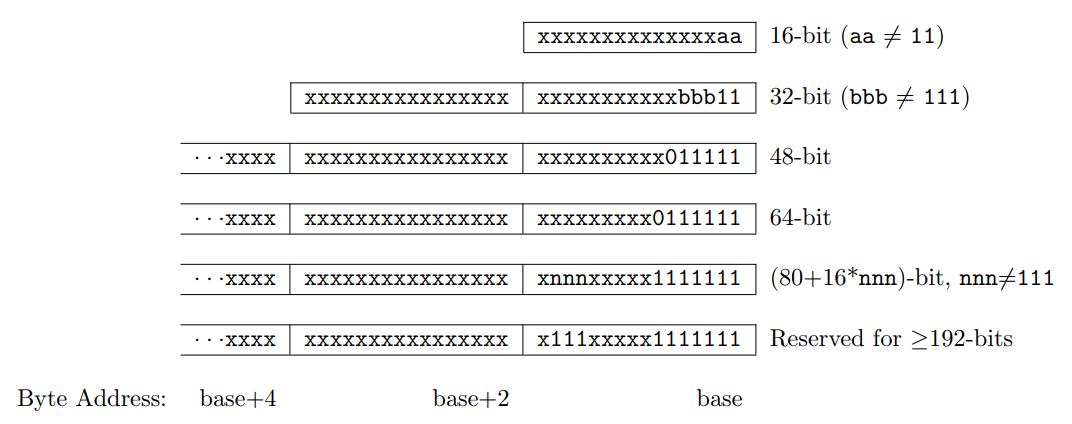 xxxxxxxxxxxxxxaa 16-bit (aa ≠ 11)
xxxxxxxxxxxxxxxx xxxxxxxxxxxbbb11 32-bit (bbb ≠ 111)
···xxxx xxxxxxxxxxxxxxxx xxxxxxxxxx011111 48-bit
···xxxx xxxxxxxxxxxxxxxx xxxxxxxxx0111111 64-bit
···xxxx xxxxxxxxxxxxxxxx xnnnxxxxx1111111 (80+16*nnn)-bit, nnn≠111
···xxxx xxxxxxxxxxxxxxxx x111xxxxx1111111 Reserved for ≥192-bits
Byte Address: base+4 base+2 base